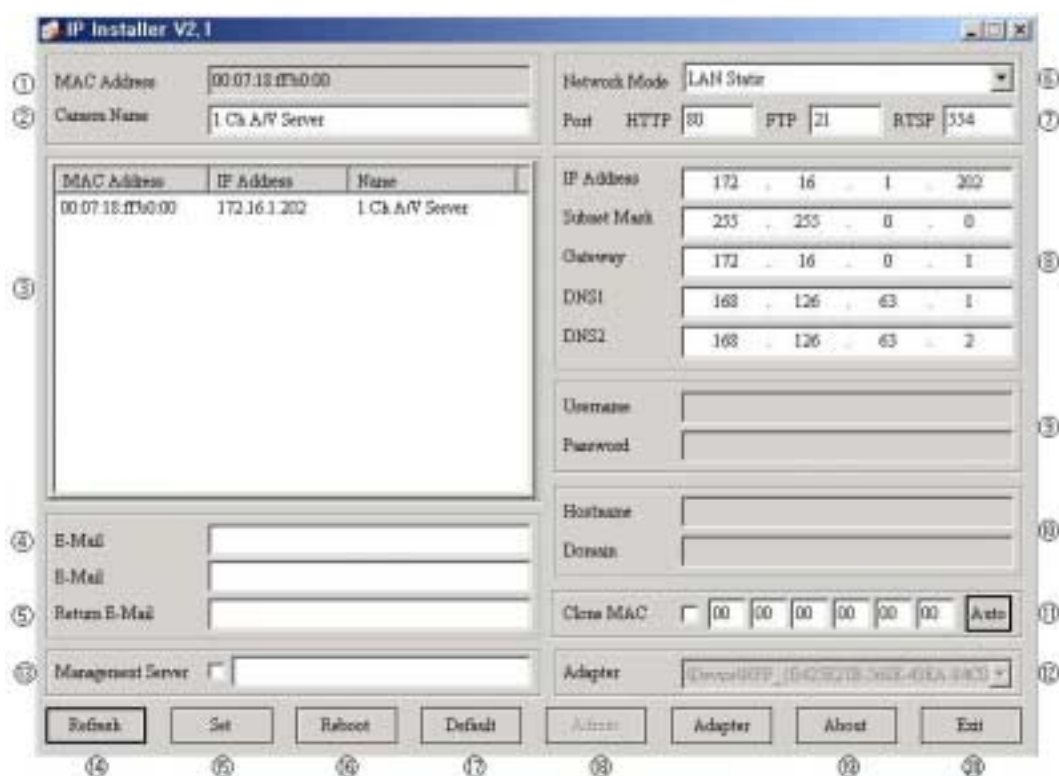 IP Installer V2.1
① MAC Address 00:07:18:ff:b0:00
② Camera Name 1 Ch A/V Server
MAC Address IP Address Name
00:07:18:ff:b0:00 172.16.1.202 1 Ch A/V Server
③
④ E-Mail
E-Mail
⑤ Return E-Mail
⑬ Management Server
Network Mode LAN Static ⑥
Port HTTP 80 FTP 21 RTSP 554 ⑦
IP Address 172 . 16 . 1 . 202
Subnet Mask 255 . 255 . 0 . 0
Gateway 172 . 16 . 0 . 1 ⑧
DNS1 168 . 126 . 63 . 1
DNS2 168 . 126 . 63 . 2
Username
Password
⑨
Hostname
Domain
⑩
Clone MAC 00 00 00 00 00 00 Auto ⑪
Adapter ⑫
Refresh Set Reboot Default Admin Adapter About Exit
⑭ ⑮ ⑯ ⑰ ⑱ ⑲ ⑳